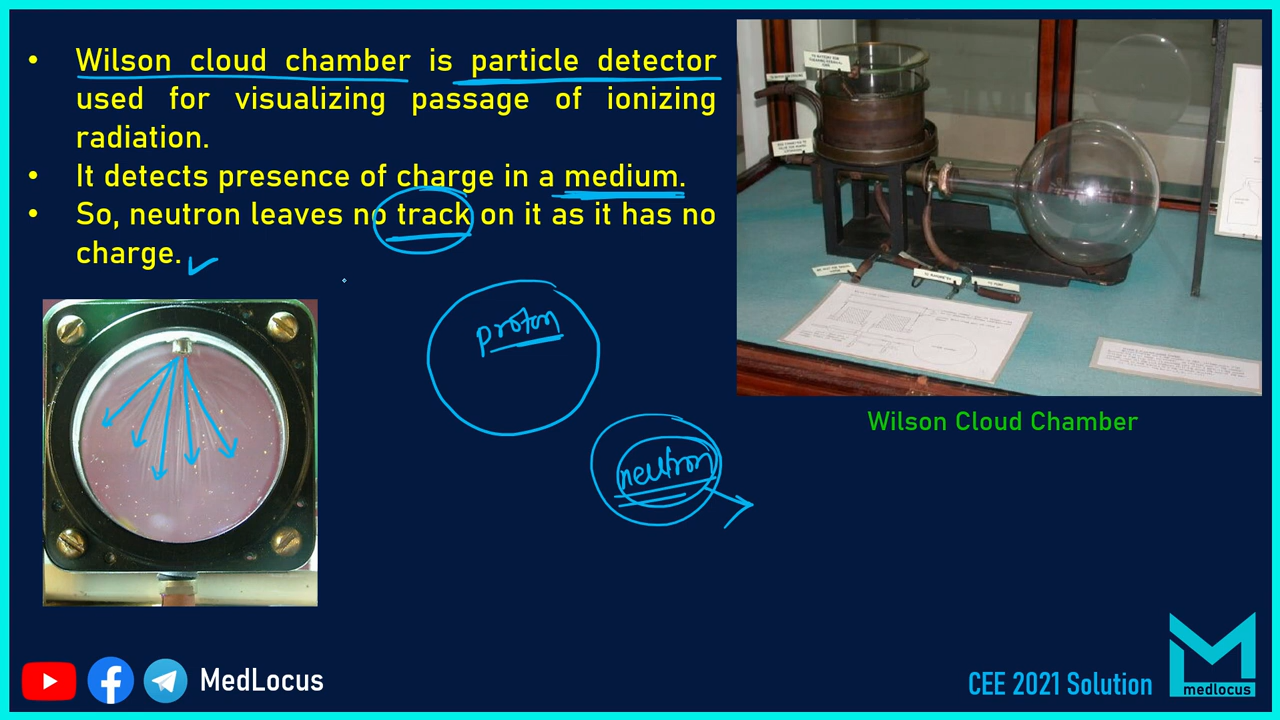 • Wilson cloud chamber is particle detector
used for visualizing passage of ionizing
radiation.
• It detects presence of charge in a medium.
• So, neutron leaves no track on it as it has no
charge.
proton
neutron
Wilson Cloud Chamber
MedLocus
CEE 2021 Solution
medlocus